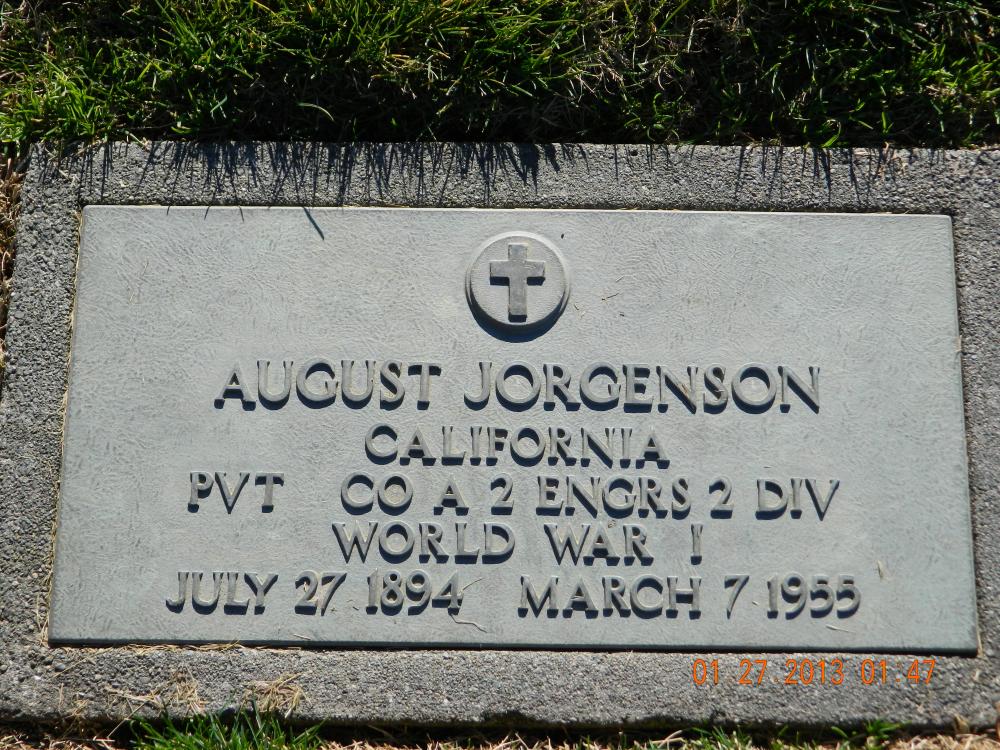 AUGUST JORGENSON
CALIFORNIA
PVT CO A 2 ENGRS 2 DIV
WORLD WAR I
JULY 27 1894 MARCH 7 1955
01 27 2013 01:47